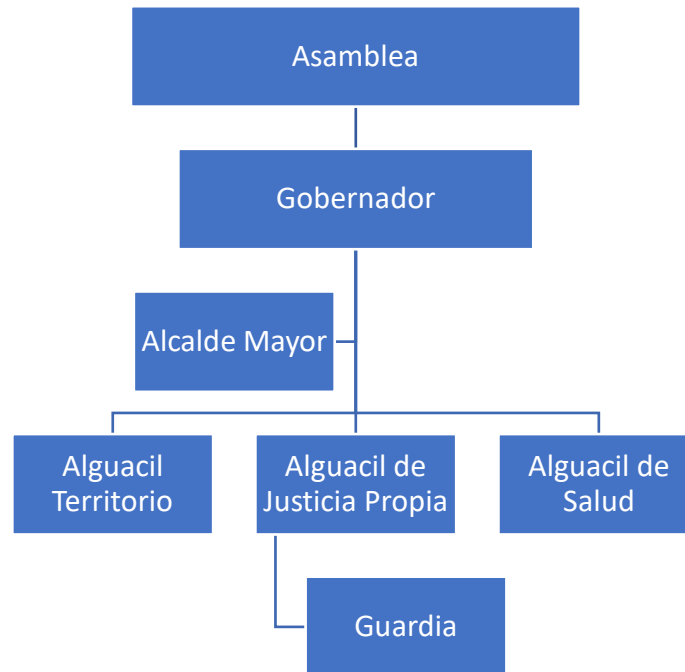 Asamblea
Gobernador
Alcalde Mayor
Alguacil
Territorio
Alguacil de
Justicia Propia
Alguacil de
Salud
Guardia